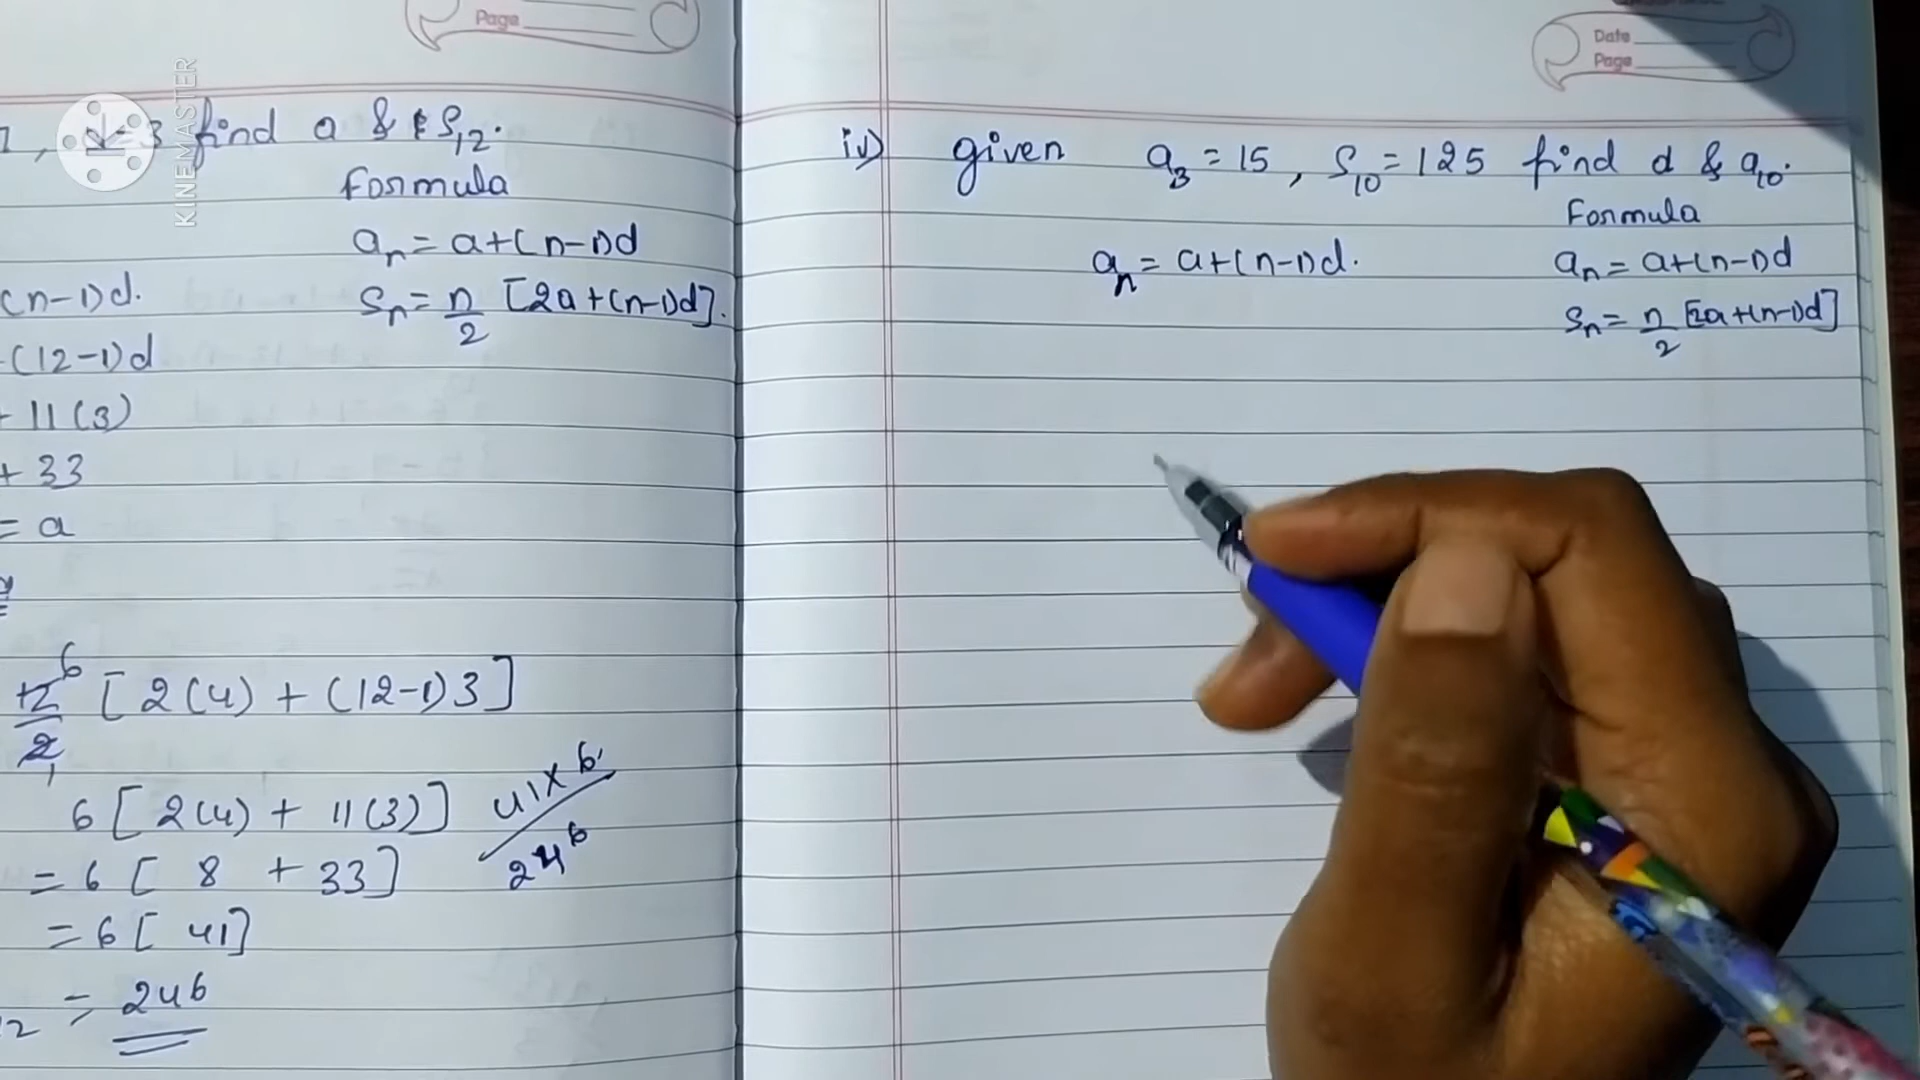 Page
KINEMASTER
find a & S12.
Formula
an = a+(n-1)d
(n-1)d.
Sn = n/2 [2a+(n-1)d].
(12-1)d
11(3)
+ 33
= a
12/2 6 [2(4) + (12-1)3]
1
6[2(4) + 11(3)]
41x6
246
= 6[ 8 + 33]
= 6[ 41]
= 246
Date
Page
iv) given a3 = 15, S10 = 125 find d & a10.
Formula
an = a+(n-1)d.
an = a+(n-1)d
Sn = n/2 [2a+(n-1)d]